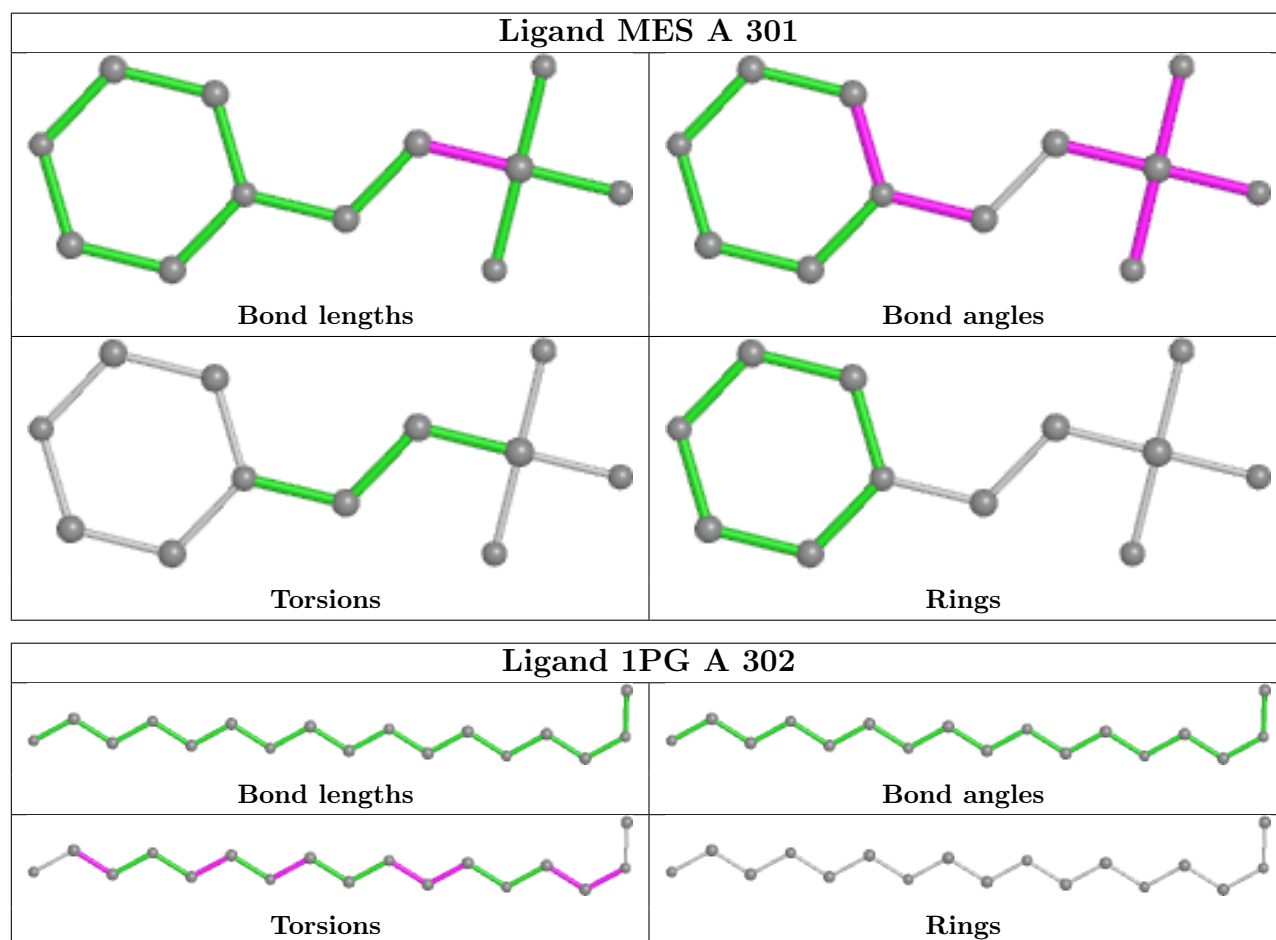 Ligand MES A 301
Bond lengths
Bond angles
Torsions
Rings
Ligand 1PG A 302
Bond lengths
Bond angles
Torsions
Rings